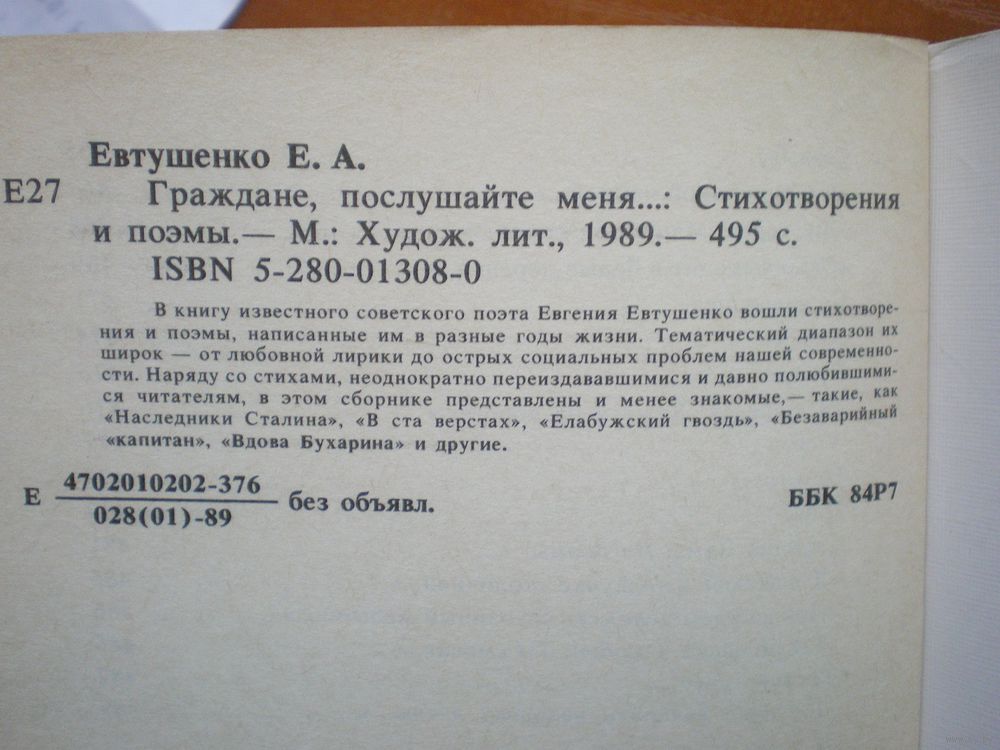 Евтушенко Е. А.
Е27 Граждане, послушайте меня...: Стихотворения
и поэмы.— М.: Худож. лит., 1989.— 495 с.
ISBN 5-280-01308-0
В книгу известного советского поэта Евгения Евтушенко вошли стихотворе-
ния и поэмы, написанные им в разные годы жизни. Тематический диапазон их
широк — от любовной лирики до острых социальных проблем нашей современно-
сти. Наряду со стихами, неоднократно переиздававшимися и давно полюбившими-
ся читателям, в этом сборнике представлены и менее знакомые,— такие, как
«Наследники Сталина», «В ста верстах», «Елабужский гвоздь», «Безаварийный
«капитан», «Вдова Бухарина» и другие.
Е 4702010202-376
028(01)-89 без объявл.
ББК 84Р7